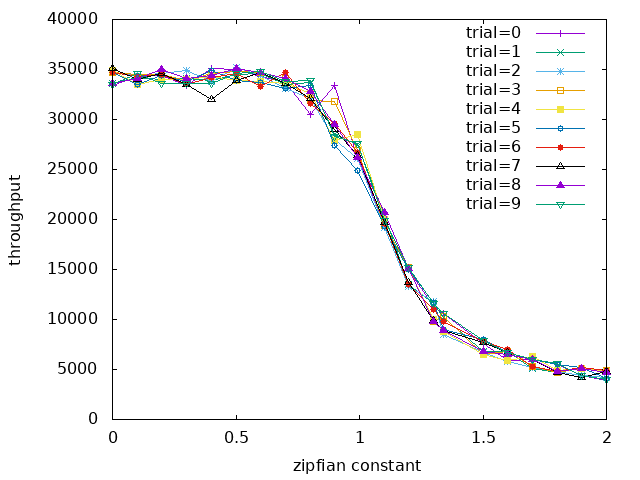 40000
35000
30000
25000
20000
15000
10000
5000
0
throughput
trial=0
trial=1
trial=2
trial=3
trial=4
trial=5
trial=6
trial=7
trial=8
trial=9
0 0.5 1 1.5 2
zipfian constant